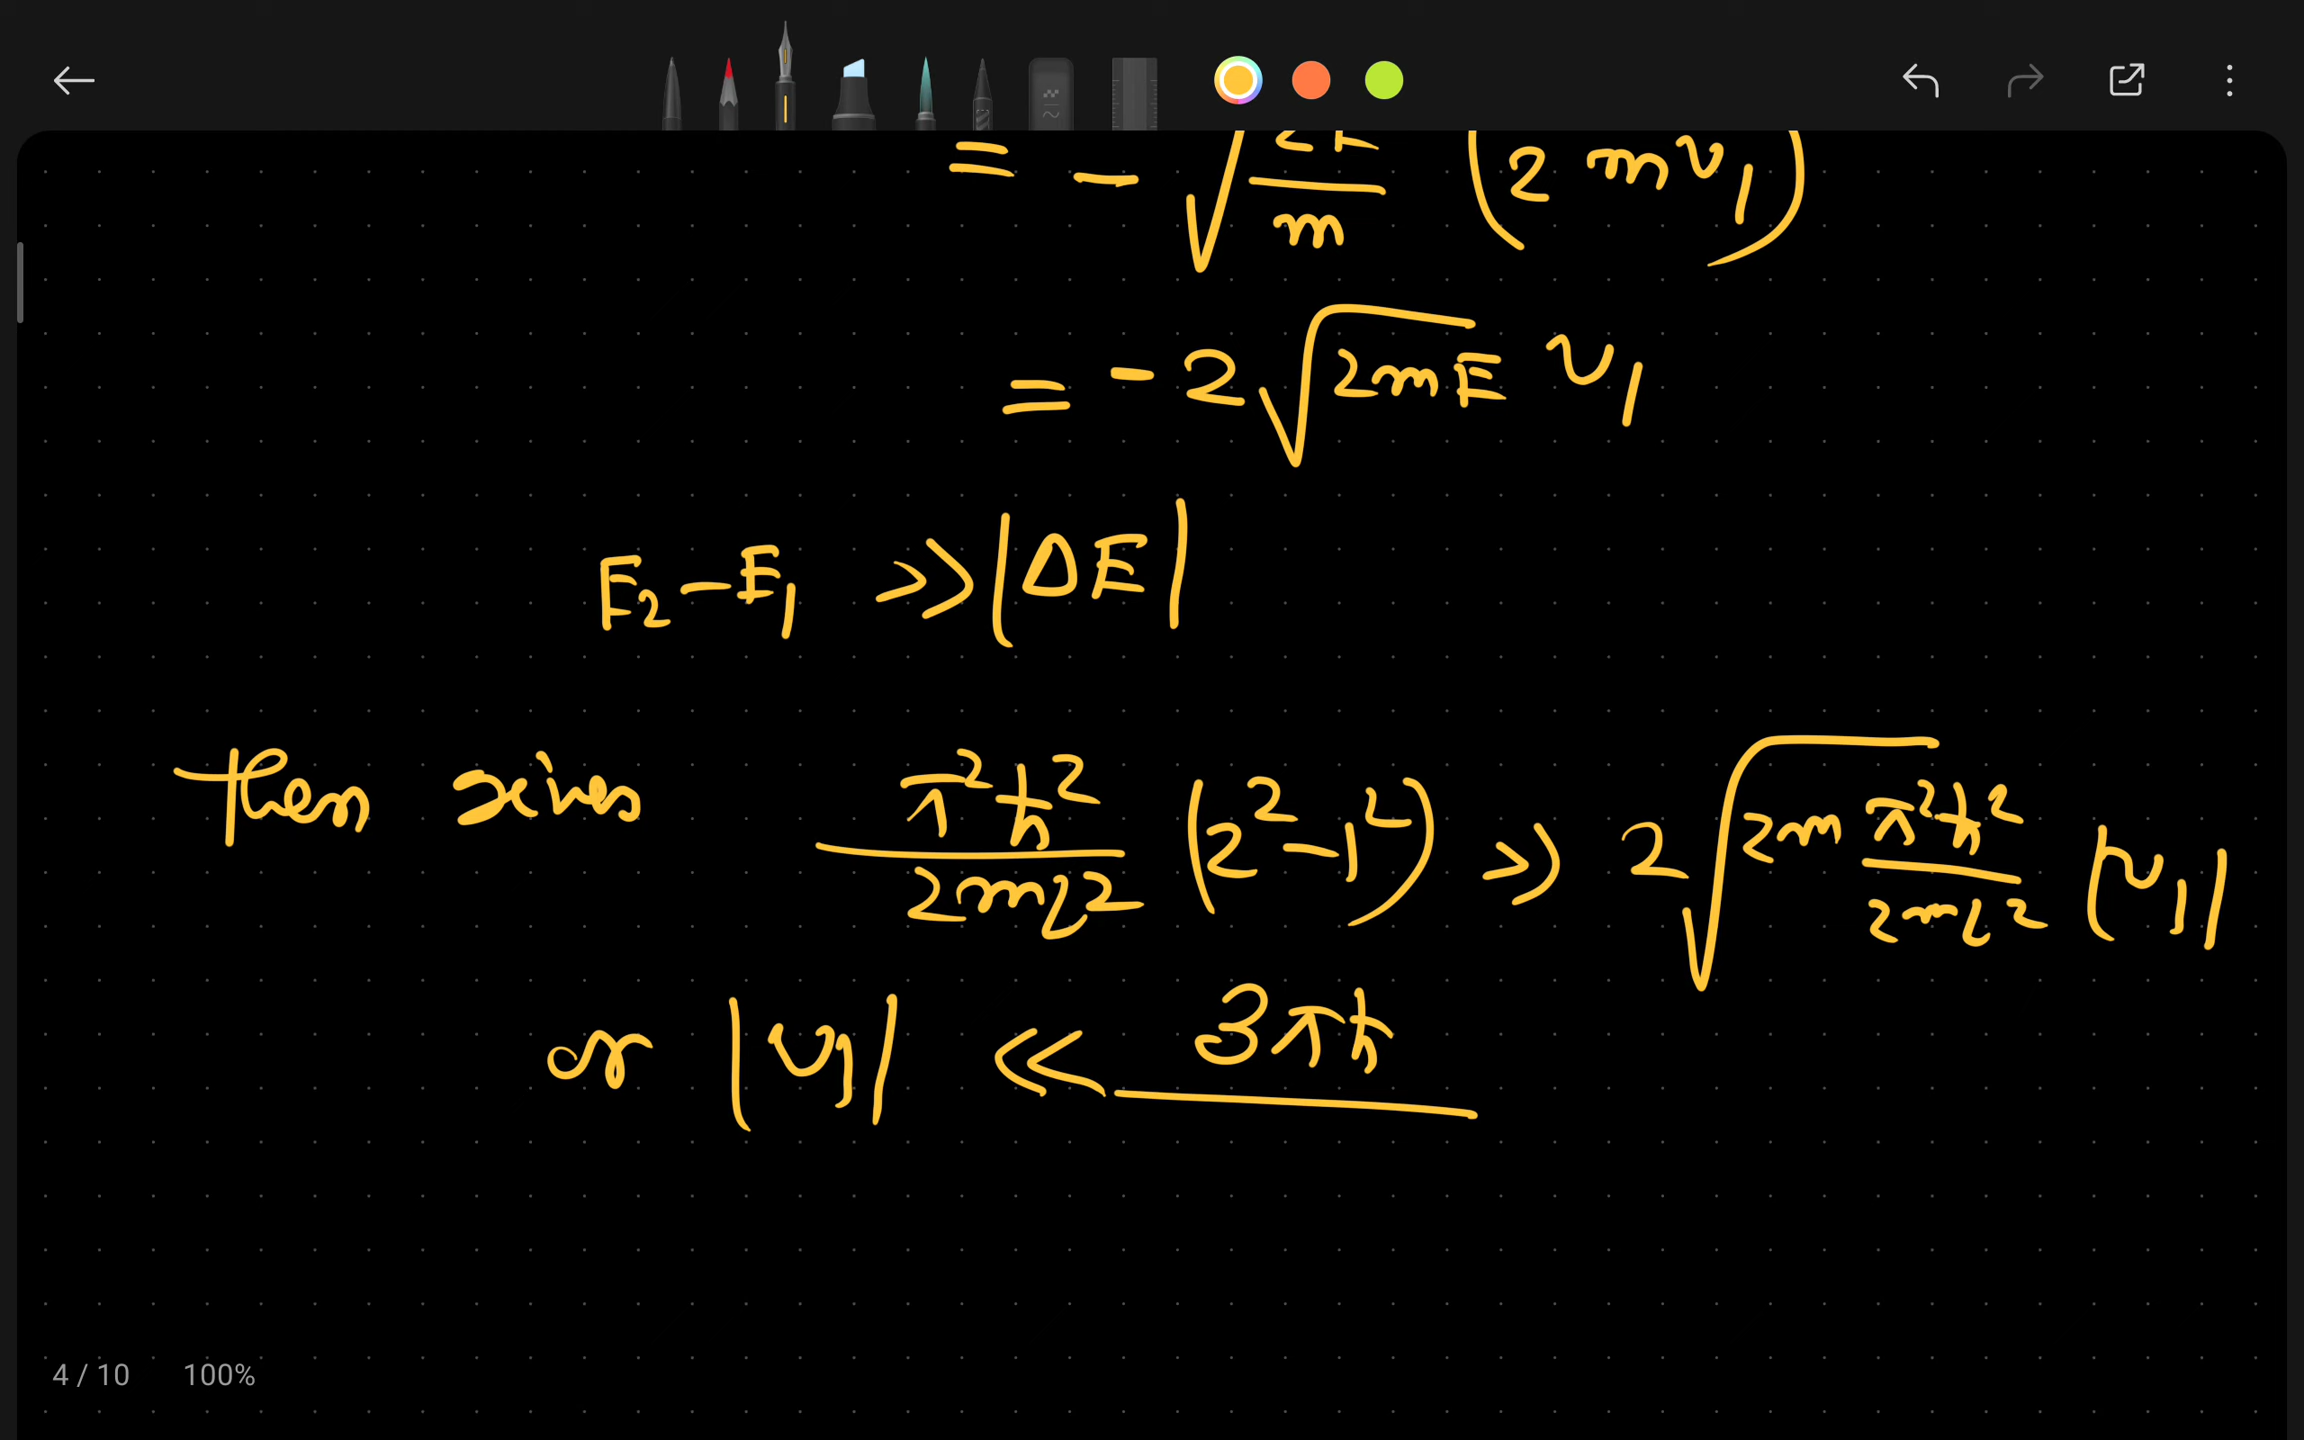 = - √(2E/m) (2 m v₁)
= -2 √(2mE) v₁
E₂ - E₁ >> |ΔE|
then gives π²ħ²/2ml² (2² - 1²) >> 2 √(2m π²ħ²/2ml²) |v₁|
or |v₁| << 3πħ/
4 / 10 100%